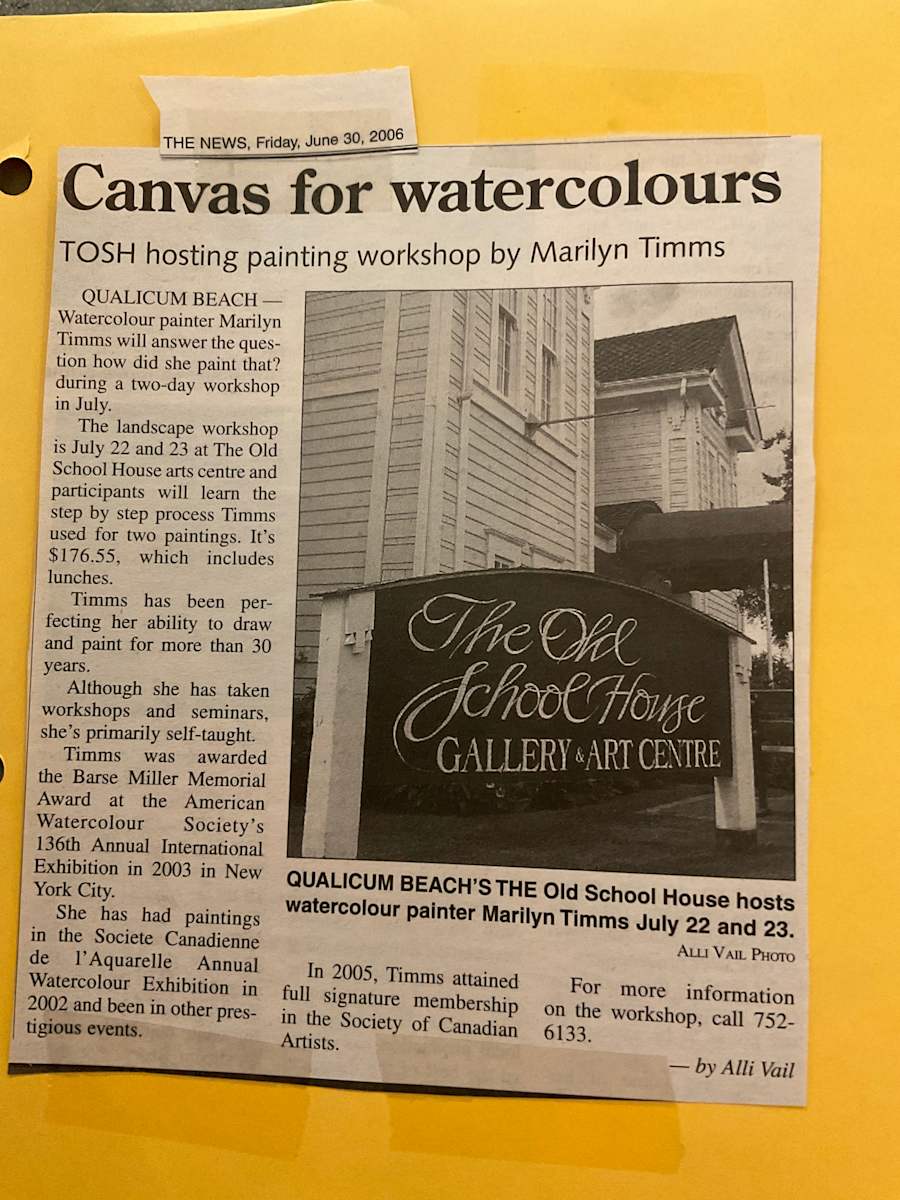 THE NEWS, Friday, June 30, 2006
Canvas for watercolours
TOSH hosting painting workshop by Marilyn Timms
QUALICUM BEACH —
Watercolour painter Marilyn
Timms will answer the ques-
tion how did she paint that?
during a two-day workshop
in July.
The landscape workshop
is July 22 and 23 at The Old
School House arts centre and
participants will learn the
step by step process Timms
used for two paintings. It's
$176.55, which includes
lunches.
Timms has been per-
fecting her ability to draw
and paint for more than 30
years.
Although she has taken
workshops and seminars,
she's primarily self-taught.
Timms was awarded
the Barse Miller Memorial
Award at the American
Watercolour Society's
136th Annual International
Exhibition in 2003 in New
York City.
She has had paintings
in the Societe Canadienne
de l'Aquarelle Annual
Watercolour Exhibition in
2002 and been in other pres-
tigious events.
The Old
School House
GALLERY & ART CENTRE
QUALICUM BEACH'S THE Old School House hosts
watercolour painter Marilyn Timms July 22 and 23.
ALLI VAIL PHOTO
In 2005, Timms attained
full signature membership
in the Society of Canadian
Artists.
For more information
on the workshop, call 752-
6133.
— by Alli Vail